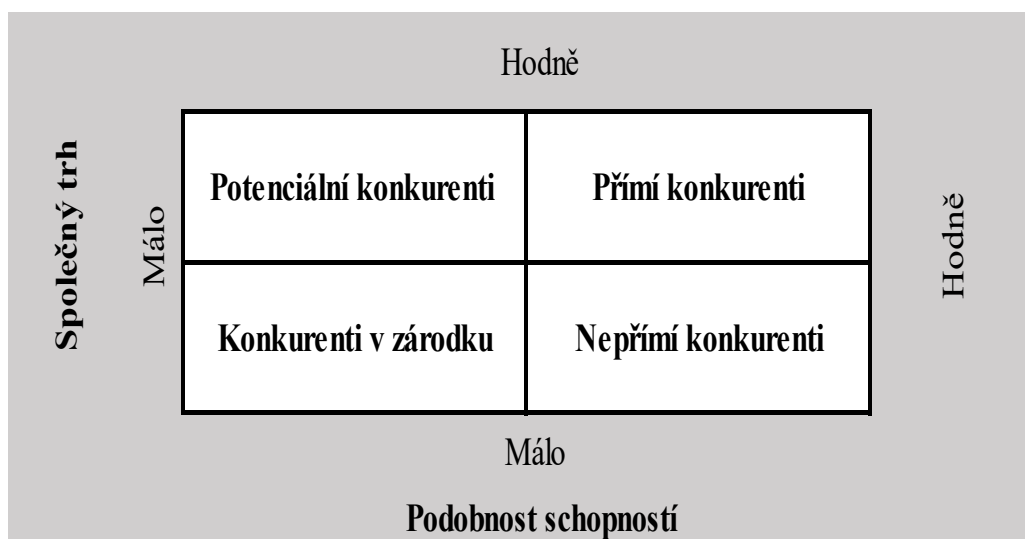 Hodně
Společný trh
Málo
Potenciální konkurenti
Přímí konkurenti
Hodně
Konkurenti v zárodku
Nepřímí konkurenti
Málo
Podobnost schopností